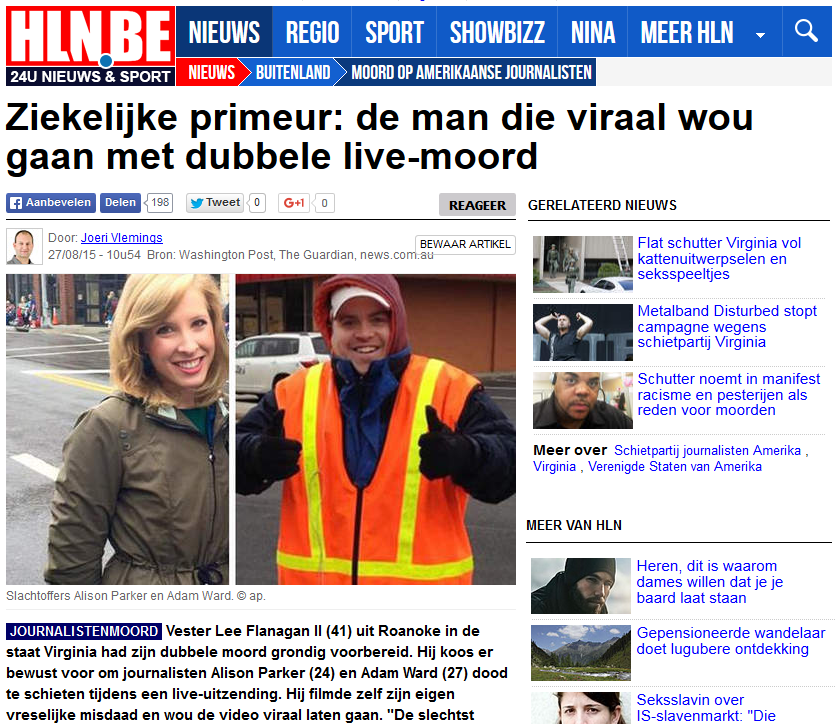 HLN.BE
24U NIEUWS & SPORT
NIEUWS REGIO SPORT SHOWBIZZ NINA MEER HLN
NIEUWS BUITENLAND MOORD OP AMERIKAANSE JOURNALISTEN
Ziekelijke primeur: de man die viraal wou
gaan met dubbele live-moord
Aanbevelen Delen 198 Tweet 0 G+1 0 REAGEER
Door: Joeri Vlemings
27/08/15 - 10u54 Bron: Washington Post, The Guardian, news.com.au
BEWAAR ARTIKEL
Slachtoffers Alison Parker en Adam Ward. © ap.
JOURNALISTENMOORD Vester Lee Flanagan II (41) uit Roanoke in de
staat Virginia had zijn dubbele moord grondig voorbereid. Hij koos er
bewust voor om journalisten Alison Parker (24) en Adam Ward (27) dood
te schieten tijdens een live-uitzending. Hij filmde zelf zijn eigen
vreselijke misdaad en wou de video viraal laten gaan. "De slechtst
GERELATEERD NIEUWS
Flat schutter Virginia vol
kattenuitwerpselen en
seksspeeltjes
Metalband Disturbed stopt
campagne wegens
schietpartij Virginia
Schutter noemt in manifest
racisme en pesterijen als
reden voor moorden
Meer over Schietpartij journalisten Amerika ,
Virginia , Verenigde Staten van Amerika
MEER VAN HLN
Heren, dit is waarom
dames willen dat je je
baard laat staan
Gepensioneerde wandelaar
doet lugubere ontdekking
Seksslavin over
IS-slavenmarkt: "Die